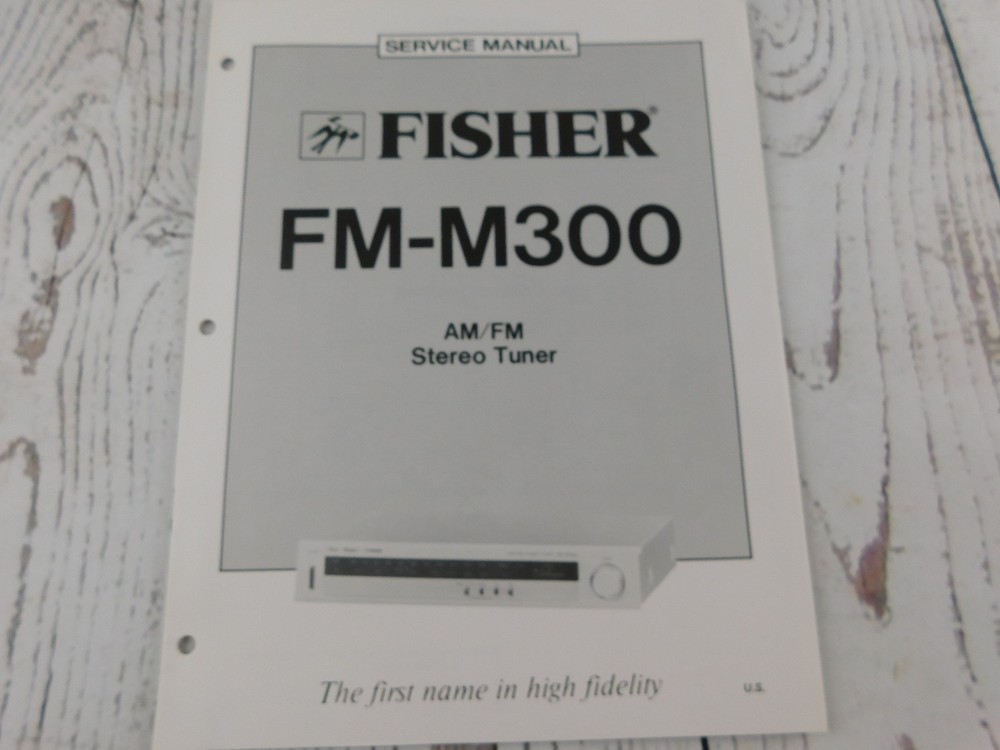 SERVICE MANUAL
FISHER®
FM-M300
AM/FM
Stereo Tuner
The first name in high fidelity
U.S.